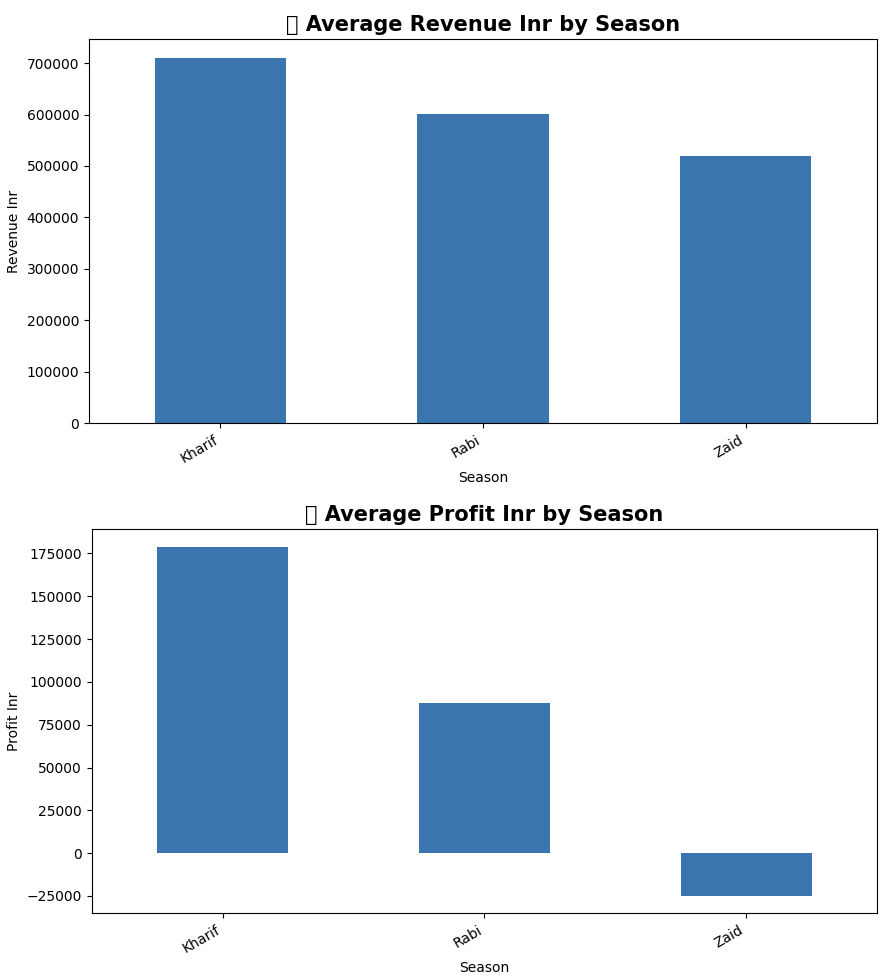 Average Revenue Inr by Season
700000
600000
500000
400000
300000
200000
100000
0
Revenue Inr
Kharif
Rabi
Zaid
Season
Average Profit Inr by Season
175000
150000
125000
100000
75000
50000
25000
0
−25000
Profit Inr
Kharif
Rabi
Zaid
Season